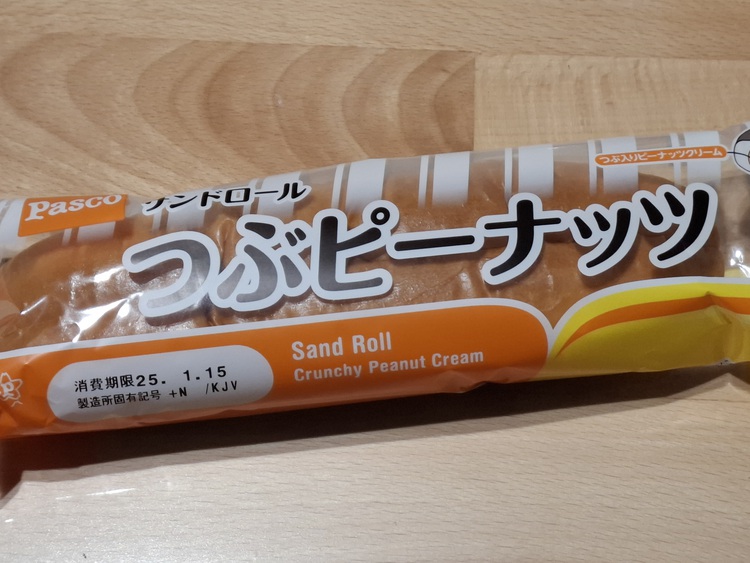 Pasco
サンドロール
つぶ入りピーナッツクリーム
つぶピーナッツ
Sand Roll
Crunchy Peanut Cream
消費期限25. 1.15
製造所固有記号 +N /KJV